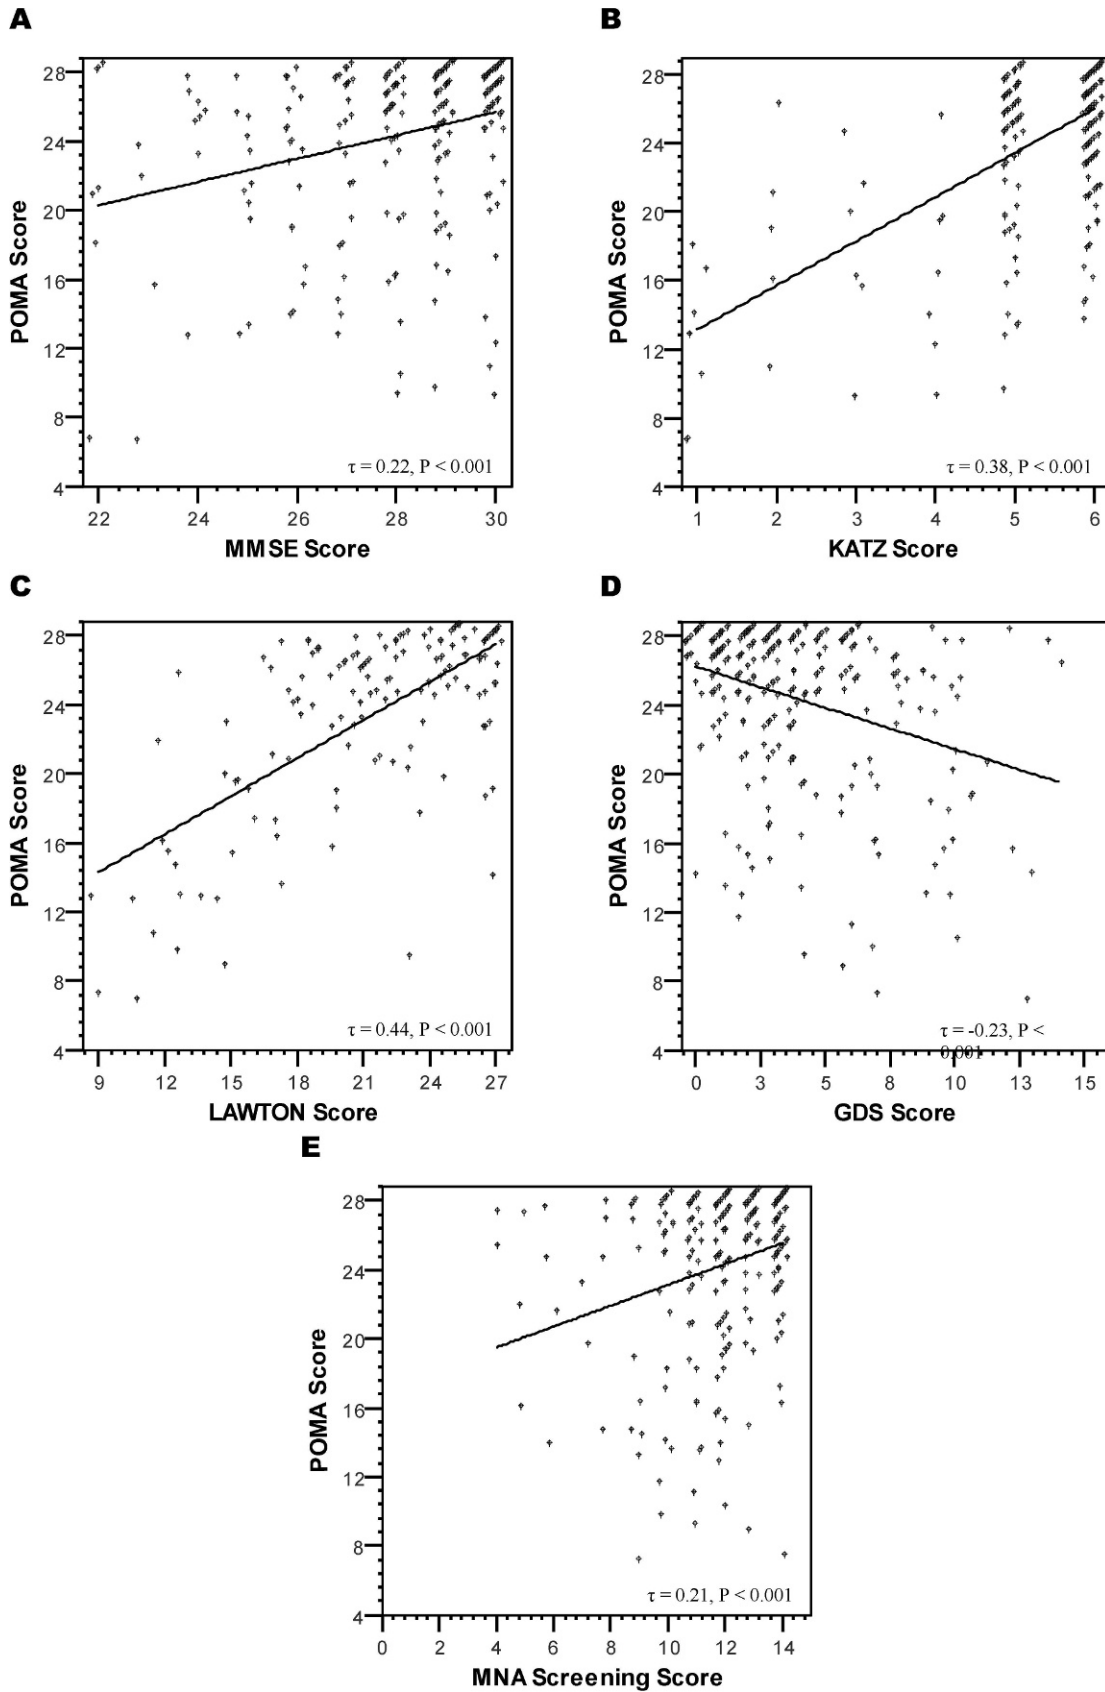 A
28
24
20
16
12
8
4
POMA Score
τ = 0.22, P < 0.001
22 24 26 28 30
MMSE Score
B
28
24
20
16
12
8
4
POMA Score
τ = 0.38, P < 0.001
1 2 3 4 5 6
KATZ Score
C
28
24
20
16
12
8
4
POMA Score
τ = 0.44, P < 0.001
9 12 15 18 21 24 27
LAWTON Score
D
28
24
20
16
12
8
4
POMA Score
τ = -0.23, P <
0.001
0 3 5 8 10 13 15
GDS Score
E
28
24
20
16
12
8
4
POMA Score
τ = 0.21, P < 0.001
0 2 4 6 8 10 12 14
MNA Screening Score